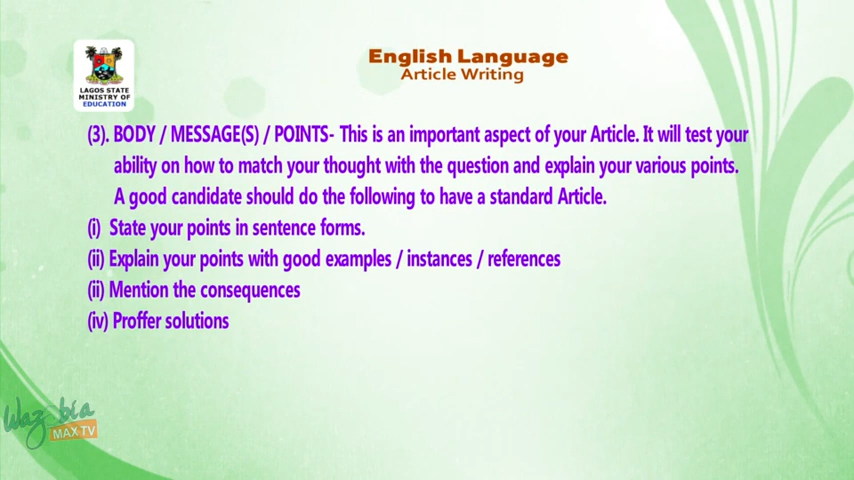 LAGOS STATE
MINISTRY OF
EDUCATION
English Language
Article Writing
(3). BODY / MESSAGE(S) / POINTS- This is an important aspect of your Article. It will test your
ability on how to match your thought with the question and explain your various points.
A good candidate should do the following to have a standard Article.
(i) State your points in sentence forms.
(ii) Explain your points with good examples / instances / references
(ii) Mention the consequences
(iv) Proffer solutions
Wazobia
MAX TV